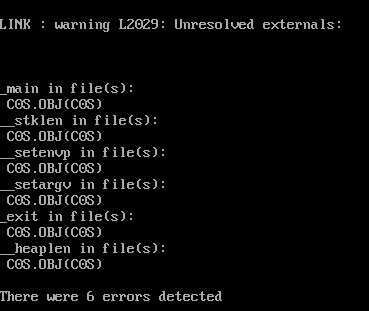 LINK : warning L2029: Unresolved externals:
_main in file(s):
C0S.OBJ(C0S)
__stklen in file(s):
C0S.OBJ(C0S)
__setenvp in file(s):
C0S.OBJ(C0S)
__setargv in file(s):
C0S.OBJ(C0S)
_exit in file(s):
C0S.OBJ(C0S)
__heaplen in file(s):
C0S.OBJ(C0S)
There were 6 errors detected